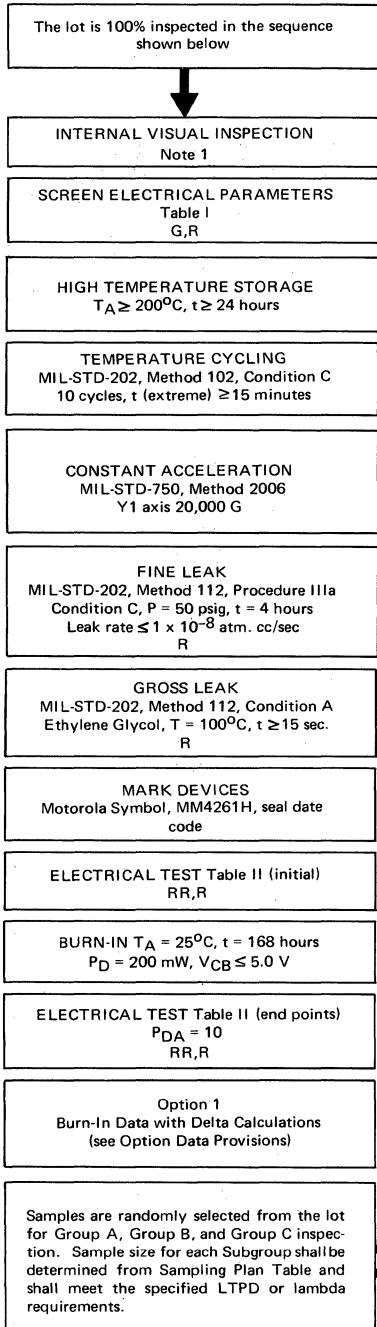 The lot is 100% inspected in the sequence
shown below
INTERNAL VISUAL INSPECTION
Note 1
SCREEN ELECTRICAL PARAMETERS
Table I
G,R
HIGH TEMPERATURE STORAGE
TA ≥ 200°C, t ≥ 24 hours
TEMPERATURE CYCLING
MIL-STD-202, Method 102, Condition C
10 cycles, t (extreme) ≥15 minutes
CONSTANT ACCELERATION
MIL-STD-750, Method 2006
Y1 axis 20,000 G
FINE LEAK
MIL-STD-202, Method 112, Procedure IIIa
Condition C, P = 50 psig, t = 4 hours
Leak rate ≤ 1 x 10⁻⁸ atm. cc/sec
R
GROSS LEAK
MIL-STD-202, Method 112, Condition A
Ethylene Glycol, T = 100°C, t ≥15 sec.
R
MARK DEVICES
Motorola Symbol, MM4261H, seal date
code
ELECTRICAL TEST Table II (initial)
RR,R
BURN-IN TA = 25°C, t = 168 hours
PD = 200 mW, VCB ≤ 5.0 V
ELECTRICAL TEST Table II (end points)
PDA = 10
RR,R
Option 1
Burn-In Data with Delta Calculations
(see Option Data Provisions)
Samples are randomly selected from the lot
for Group A, Group B, and Group C inspec-
tion. Sample size for each Subgroup shall be
determined from Sampling Plan Table and
shall meet the specified LTPD or lambda
requirements.